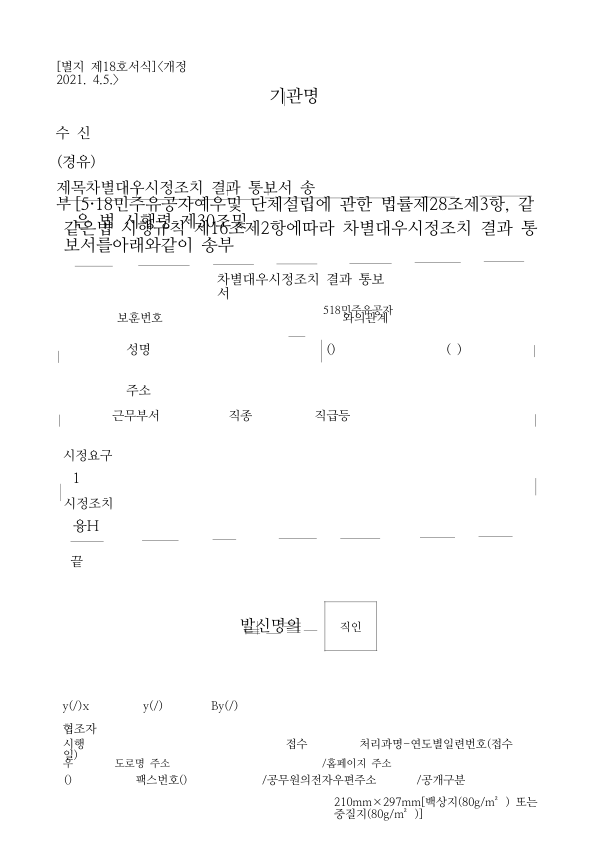 [별지 제18호서식]<개정
2021. 4.5.>
기관명
수 신
(경유)
제목차별대우시정조치 결과 통보서 송
부 [5·18민주유공자예우및 단체설립에 관한 법률제28조제3항, 같
은 법 시행령 제30조및
같은법 시행규칙 제16조제2항에따라 차별대우시정조치 결과 통
보서를아래와같이 송부
차별대우시정조치 결과 통보
서
518민주유공자
보훈번호 와의관계
성명 () ( )
주소
근무부서 직종 직급등
시정요구
1
시정조치
용H
끝
발신명의 직인
y(/)x y(/) By(/)
협조자
시행 접수 처리과명-연도별일련번호(접수
일)
우 도로명 주소 /홈페이지 주소
() 팩스번호() /공무원의전자우편주소 /공개구분
210mm×297mm[백상지(80g/m² ) 또는
중질지(80g/m² )]